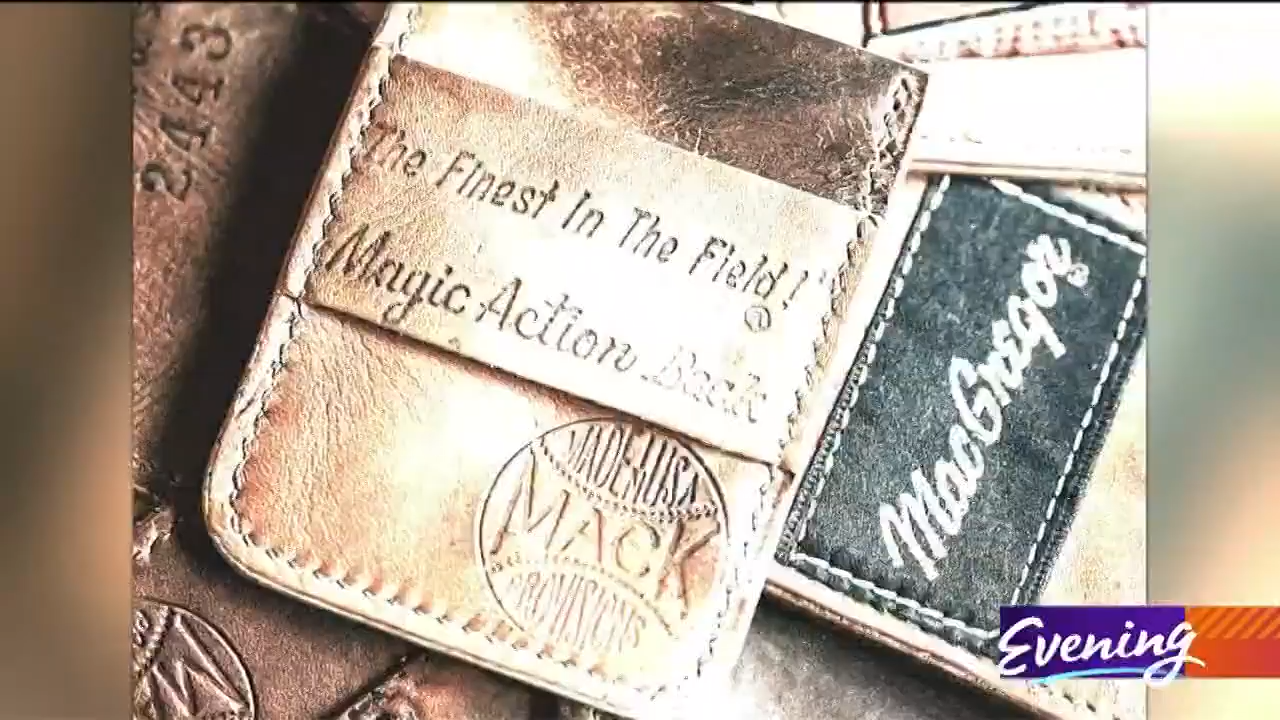 2443
The Finest In The Field!
®
Magic Action Back
MacGregor®
MADE IN USA
MACK
PROVISIONS
Evening